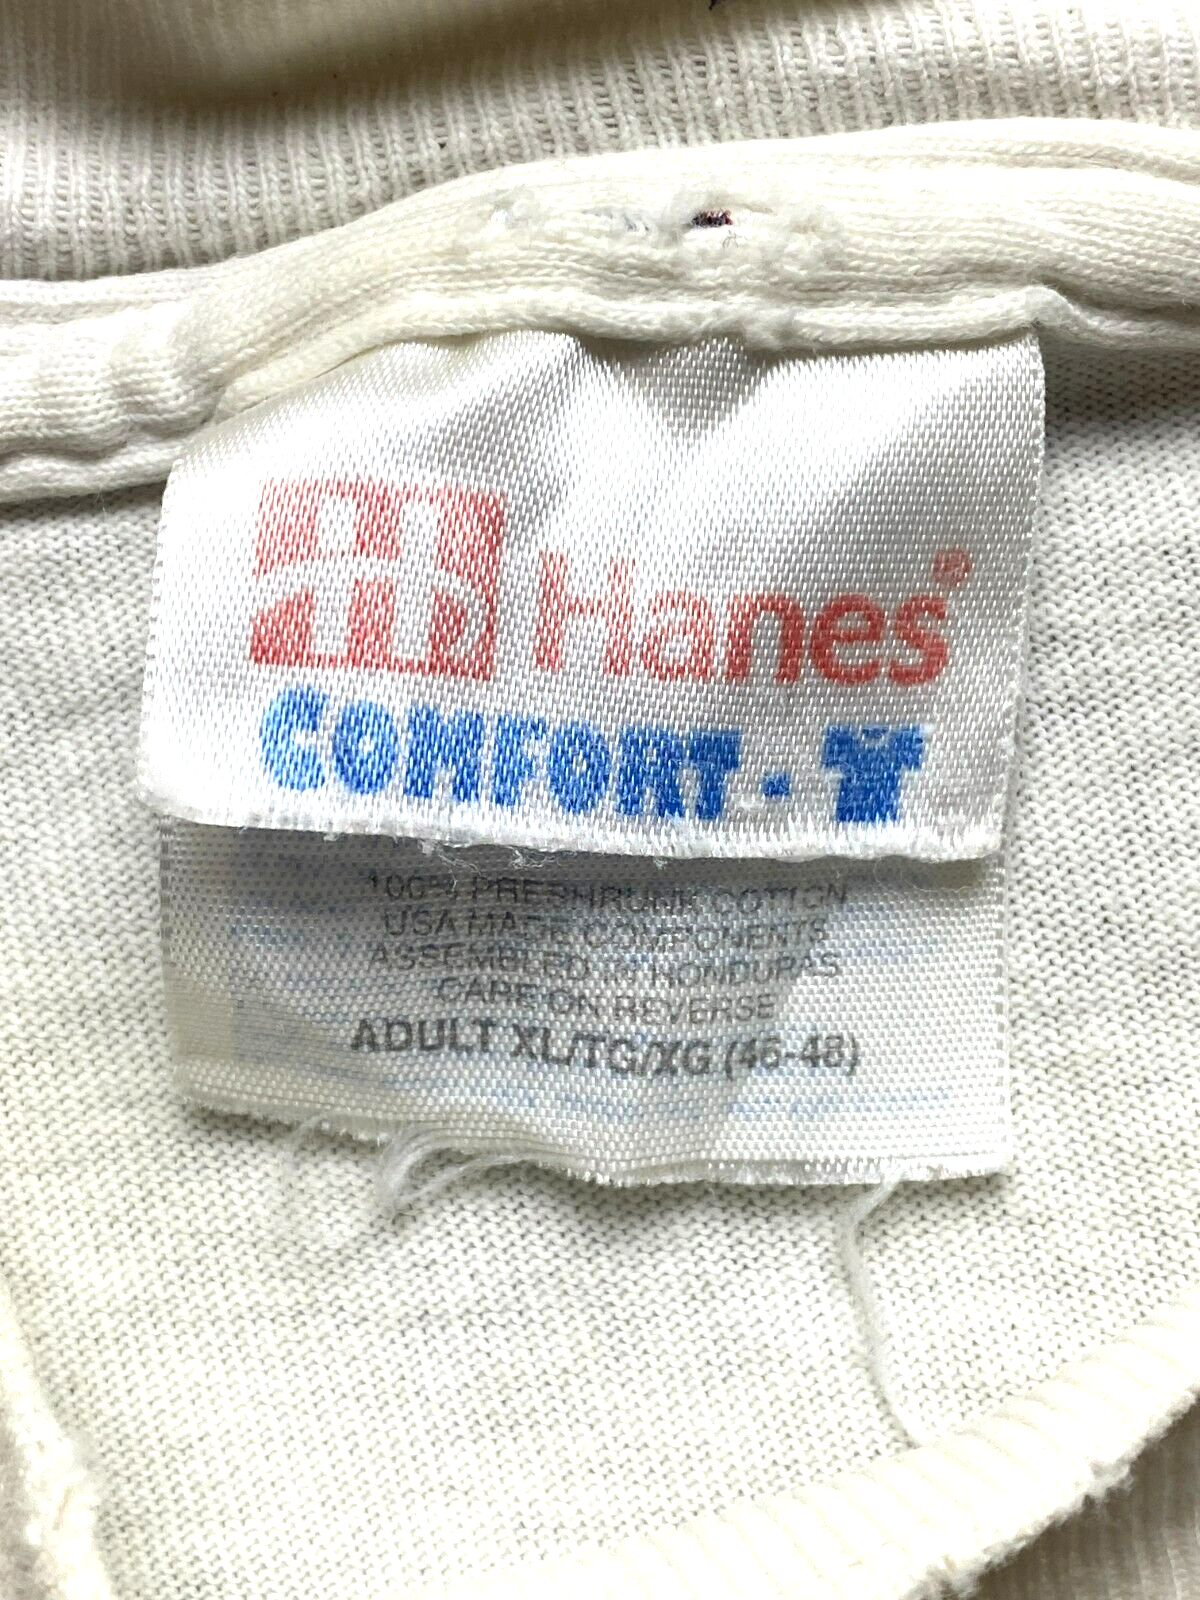 Hanes®
COMFORT-T
100% PRESHRUNK COTTON
USA MADE COMPONENTS
ASSEMBLED IN HONDURAS
CARE ON REVERSE
ADULT XL/TG/XG (46-48)